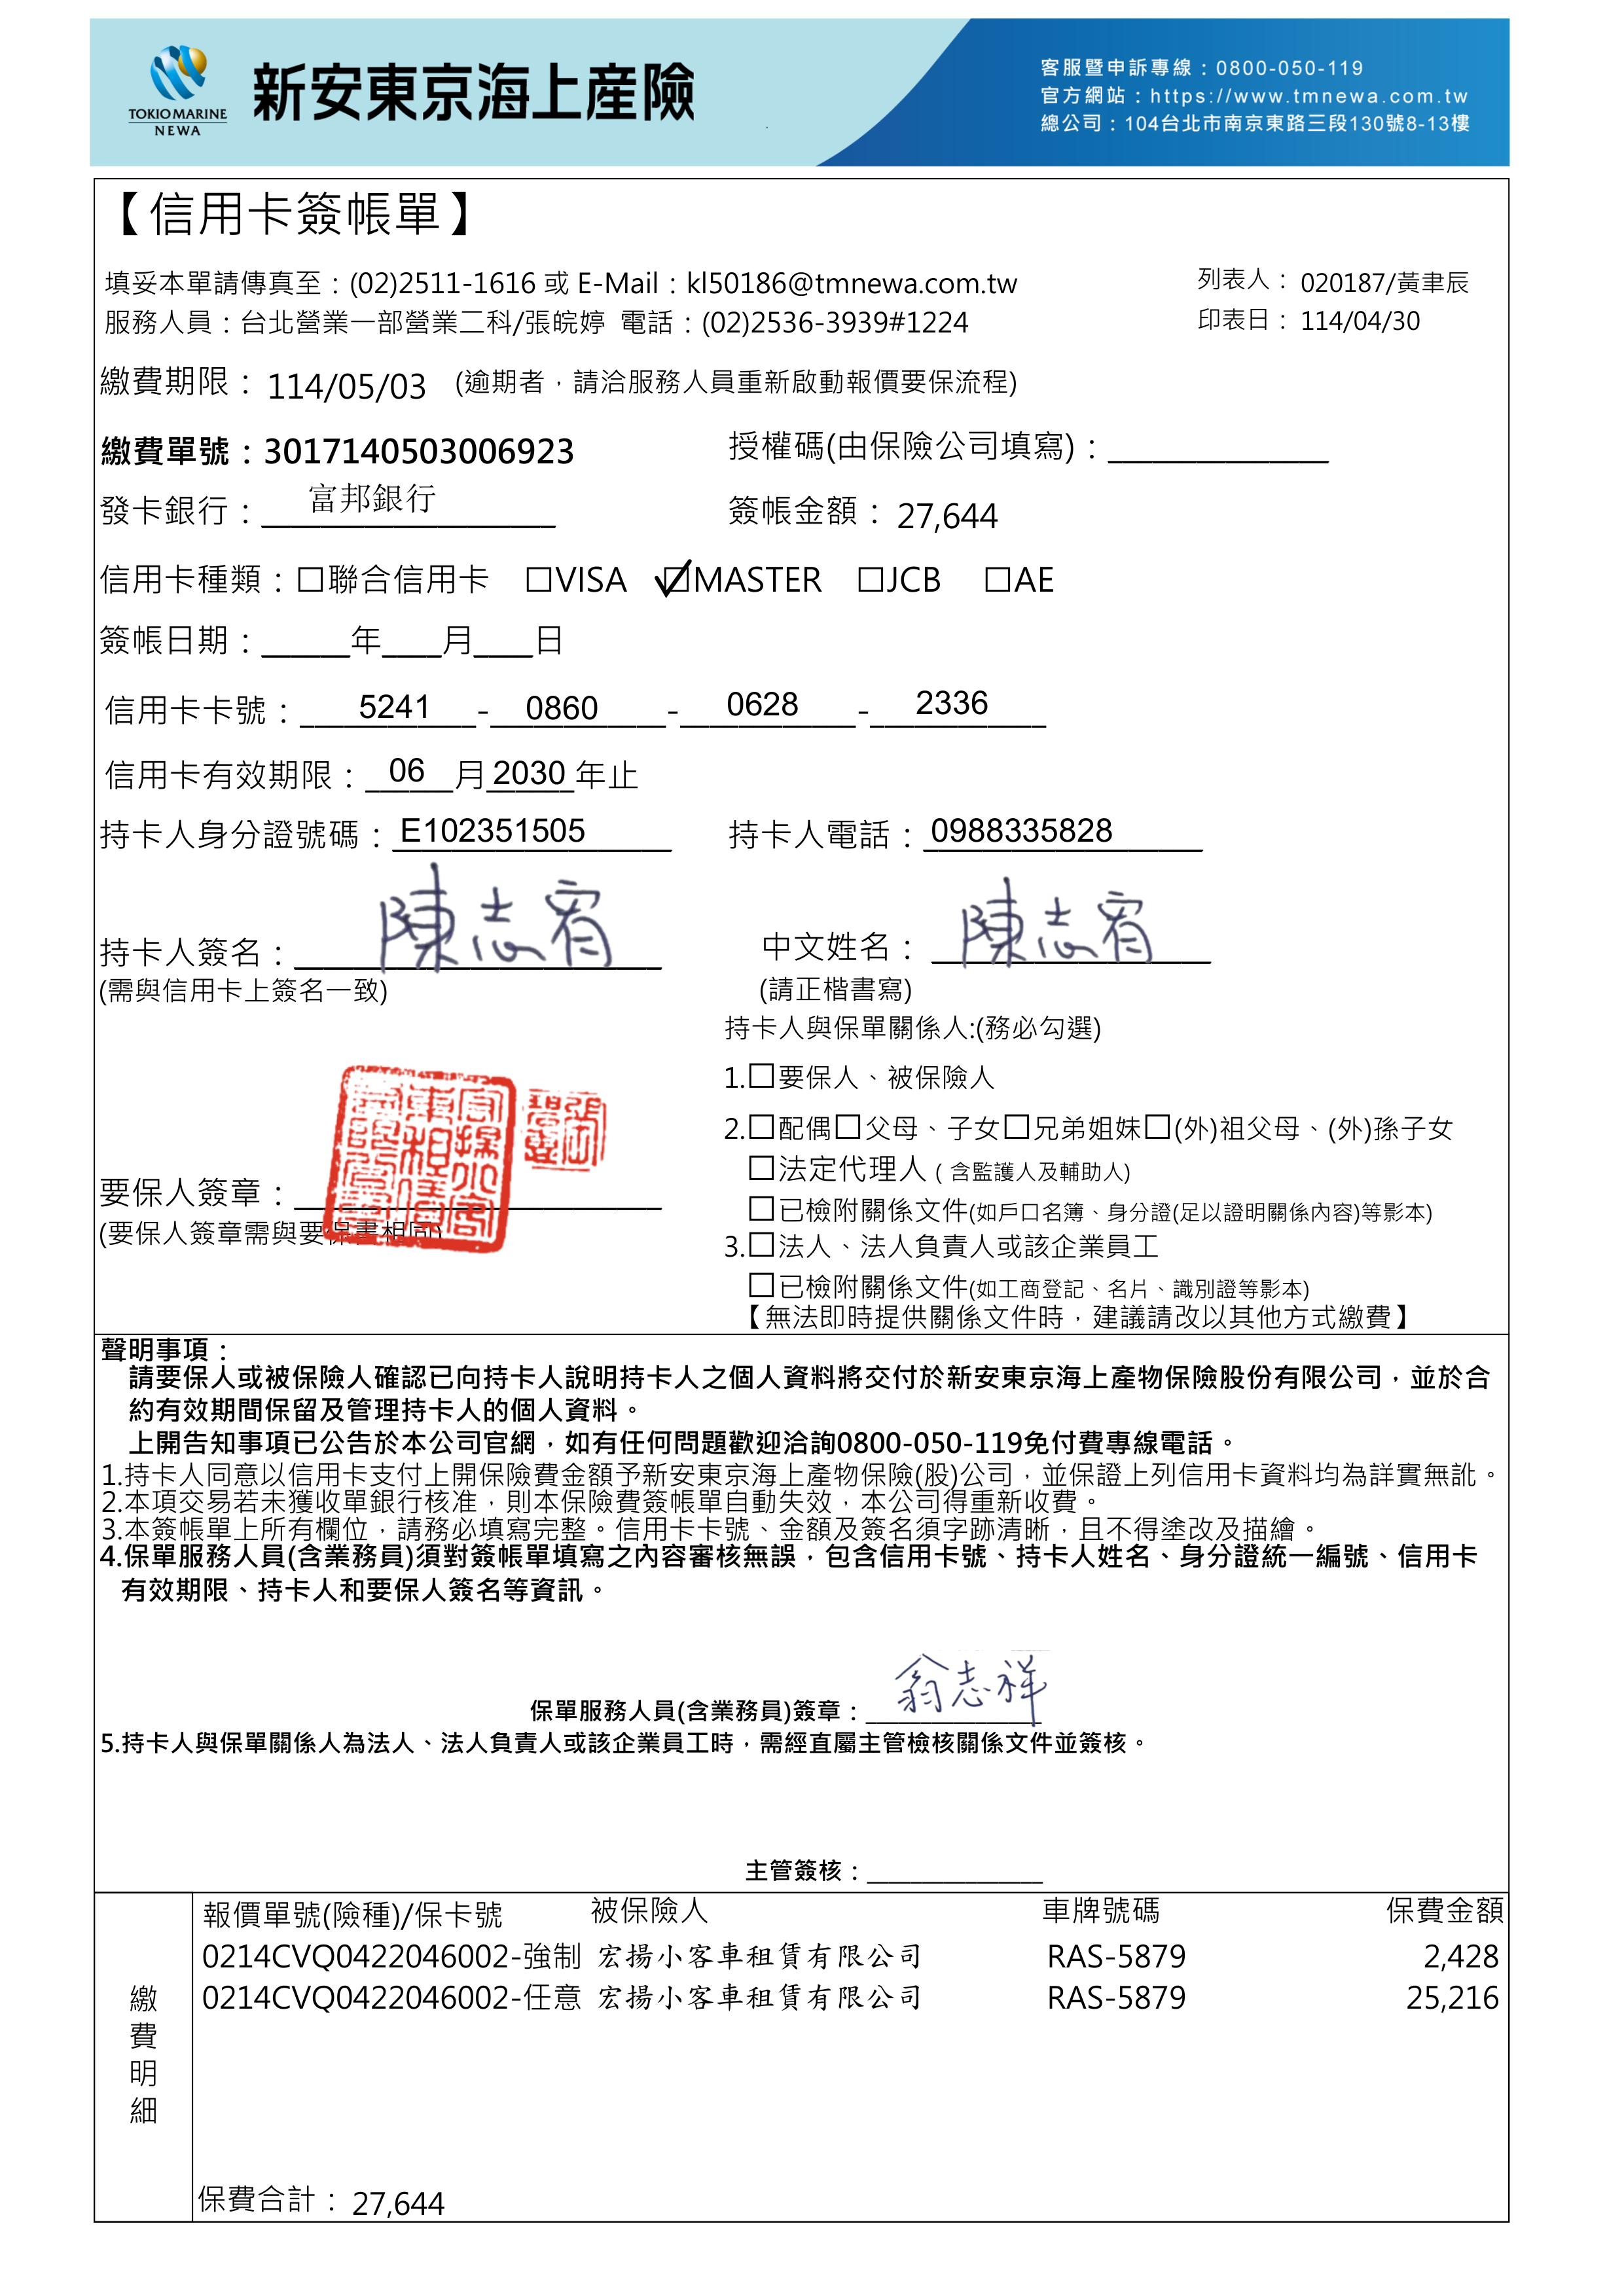 TOKIO MARINE
NEWA
新安東京海上産險
客服暨申訴專線：0800-050-119
官方網站：https://www.tmnewa.com.tw
總公司：104台北市南京東路三段130號8-13樓
【信用卡簽帳單】
填妥本單請傳真至：(02)2511-1616 或 E-Mail：kl50186@tmnewa.com.tw 列表人： 020187/黃聿辰
服務人員：台北營業一部營業二科/張皖婷 電話：(02)2536-3939#1224 印表日： 114/04/30
繳費期限： 114/05/03 (逾期者，請洽服務人員重新啟動報價要保流程)
繳費單號：3017140503006923 授權碼(由保險公司填寫)：
發卡銀行： 富邦銀行 簽帳金額： 27,644
信用卡種類：□聯合信用卡 □VISA ☑MASTER □JCB □AE
簽帳日期：____年___月___日
信用卡卡號： 5241 - 0860 - 0628 - 2336
信用卡有效期限： 06 月 2030 年止
持卡人身分證號碼： E102351505 持卡人電話： 0988335828
持卡人簽名： 陳志宥 中文姓名： 陳志宥
(需與信用卡上簽名一致) (請正楷書寫)
持卡人與保單關係人:(務必勾選)
1.□要保人、被保險人
2.□配偶□父母、子女□兄弟姐妹□(外)祖父母、(外)孫子女
□法定代理人 ( 含監護人及輔助人)
要保人簽章：
□已檢附關係文件(如戶口名簿、身分證(足以證明關係內容)等影本)
(要保人簽章需與要保書相同)
3.□法人、法人負責人或該企業員工
□已檢附關係文件(如工商登記、名片、識別證等影本)
【無法即時提供關係文件時，建議請改以其他方式繳費】
聲明事項：
請要保人或被保險人確認已向持卡人說明持卡人之個人資料將交付於新安東京海上產物保險股份有限公司，並於合
約有效期間保留及管理持卡人的個人資料。
上開告知事項已公告於本公司官網，如有任何問題歡迎洽詢0800-050-119免付費專線電話。
1.持卡人同意以信用卡支付上開保險費金額予新安東京海上產物保險(股)公司，並保證上列信用卡資料均為詳實無訛。
2.本項交易若未獲收單銀行核准，則本保險費簽帳單自動失效，本公司得重新收費。
3.本簽帳單上所有欄位，請務必填寫完整。信用卡卡號、金額及簽名須字跡清晰，且不得塗改及描繪。
4.保單服務人員(含業務員)須對簽帳單填寫之內容審核無誤，包含信用卡號、持卡人姓名、身分證統一編號、信用卡
有效期限、持卡人和要保人簽名等資訊。
保單服務人員(含業務員)簽章： 翁志祥
5.持卡人與保單關係人為法人、法人負責人或該企業員工時，需經直屬主管檢核關係文件並簽核。
主管簽核：
繳費明細
報價單號(險種)/保卡號 被保險人 車牌號碼 保費金額
0214CVQ0422046002-強制 宏揚小客車租賃有限公司 RAS-5879 2,428
0214CVQ0422046002-任意 宏揚小客車租賃有限公司 RAS-5879 25,216
保費合計： 27,644